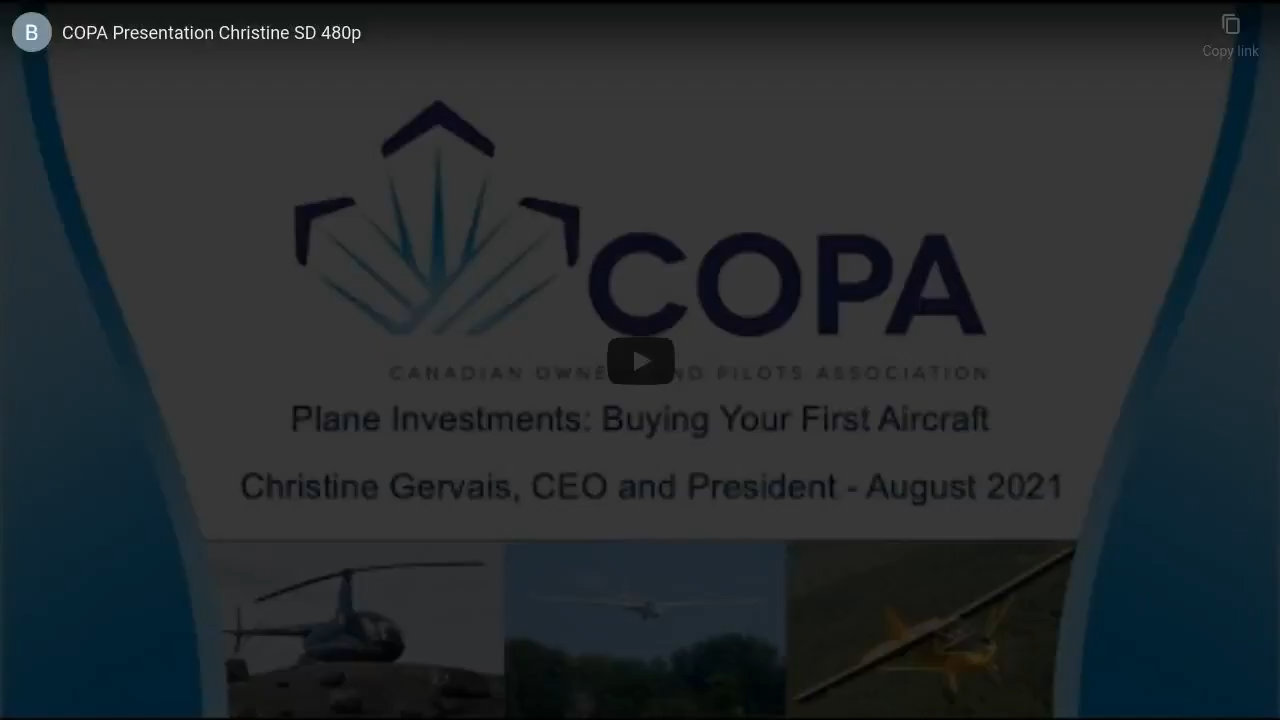 B
COPA Presentation Christine SD 480p
Copy link
COPA
CANADIAN OWNE ND PILOTS ASSOCIATION
Plane Investments: Buying Your First Aircraft
Christine Gervais, CEO and President - August 2021